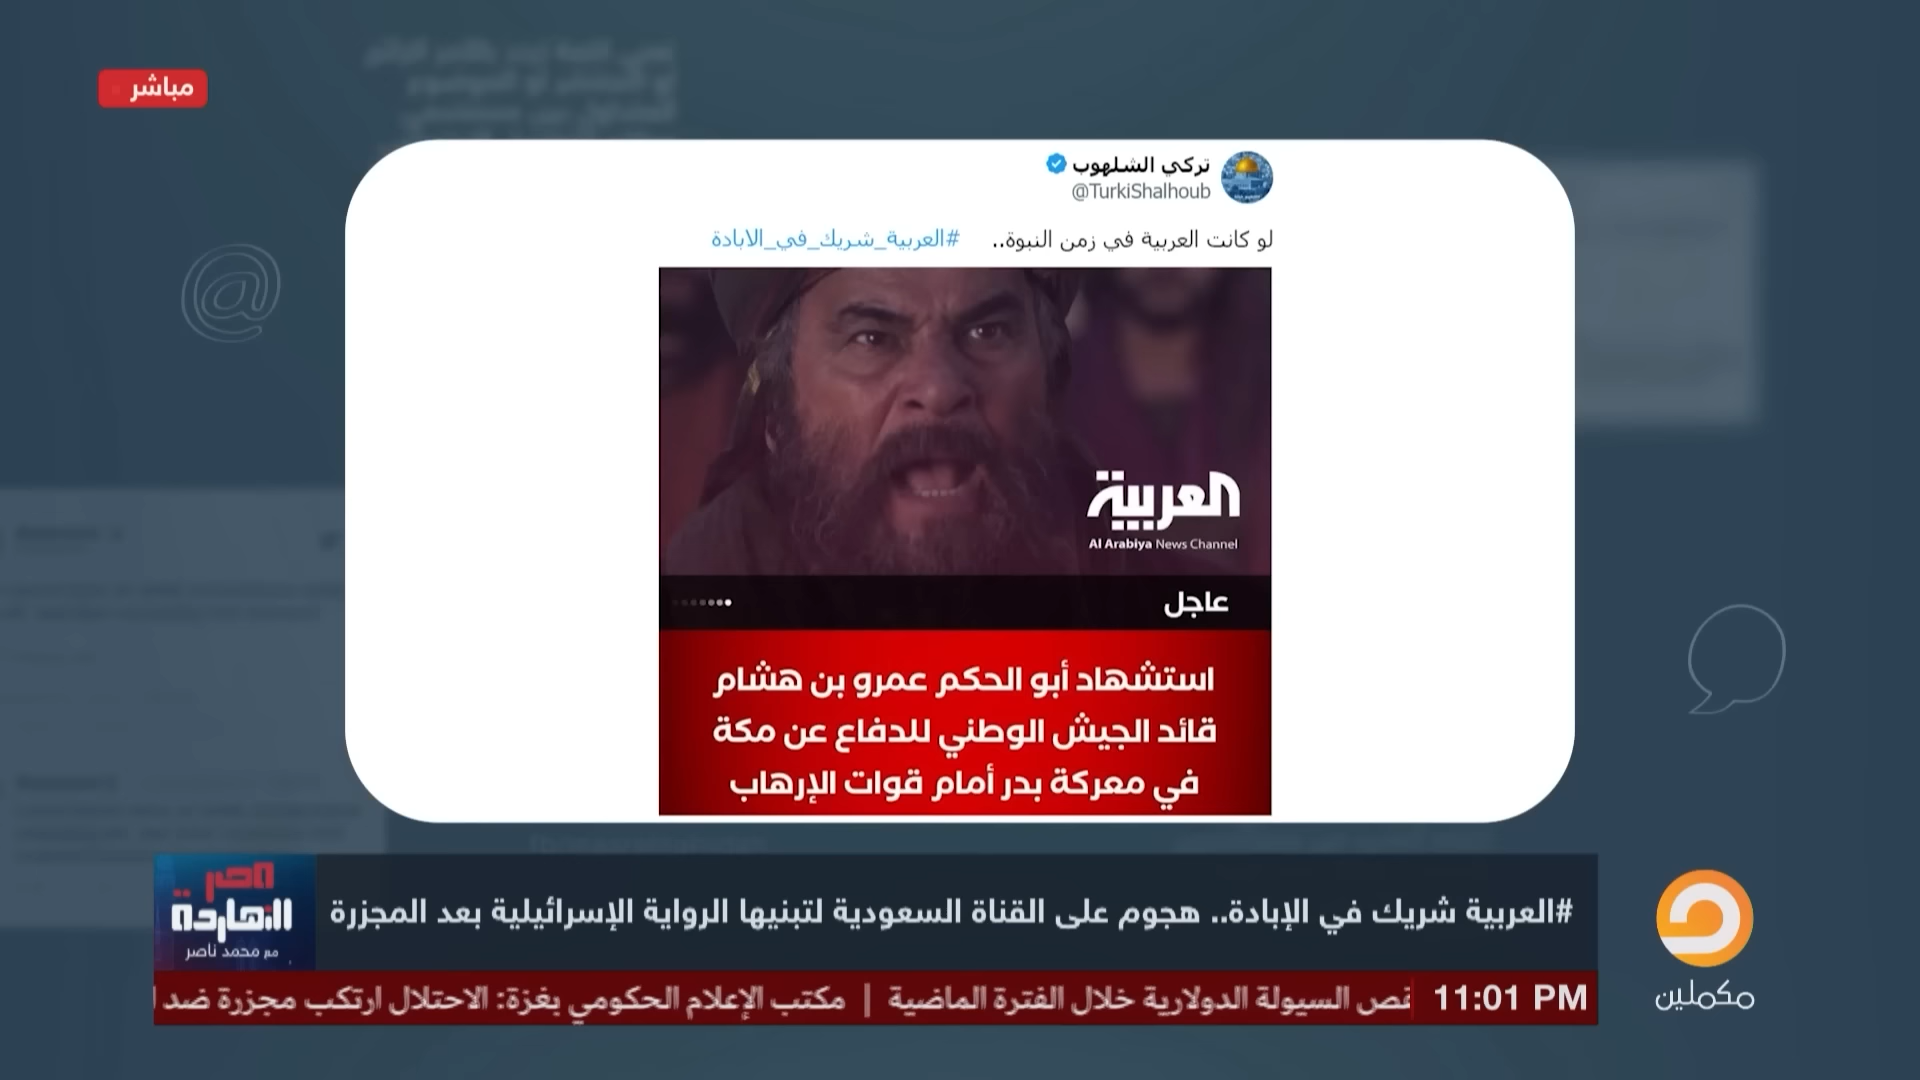 مباشر
تركي الشلهوب
@TurkiShalhoub
لو كانت العربية في زمن النبوة.. #العربية_شريك_في_الابادة
العربية
Al Arabiya News Channel
عاجل
استشهاد أبو الحكم عمرو بن هشام
قائد الجيش الوطني للدفاع عن مكة
في معركة بدر أمام قوات الإرهاب
مصر
النهاردة
مع محمد ناصر
#العربية شريك في الإبادة.. هجوم على القناة السعودية لتبنيها الرواية الإسرائيلية بعد المجزرة
السيولة الدولارية خلال الفترة الماضية | مكتب الإعلام الحكومي بغزة: الاحتلال ارتكب مجزرة ضد
11:01 PM
مكملين